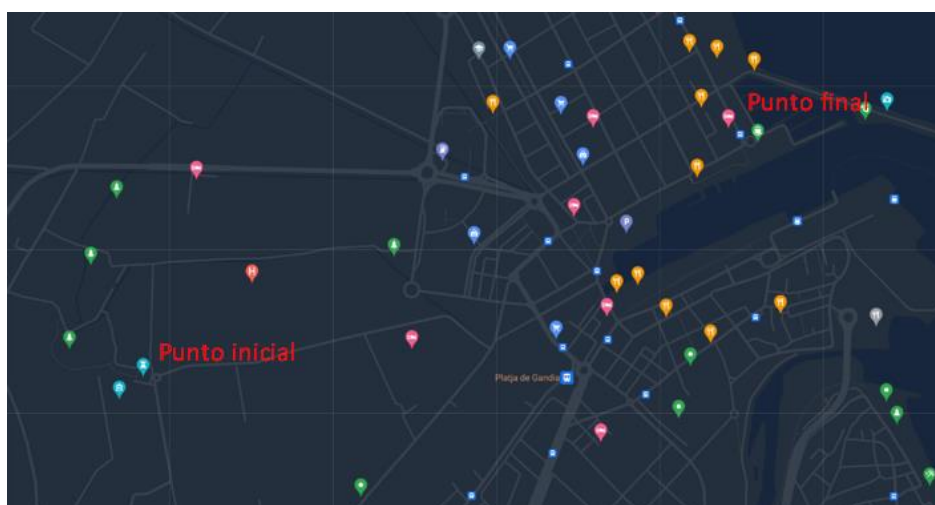 Punto final
Punto inicial
Platja de Gandia
H
P